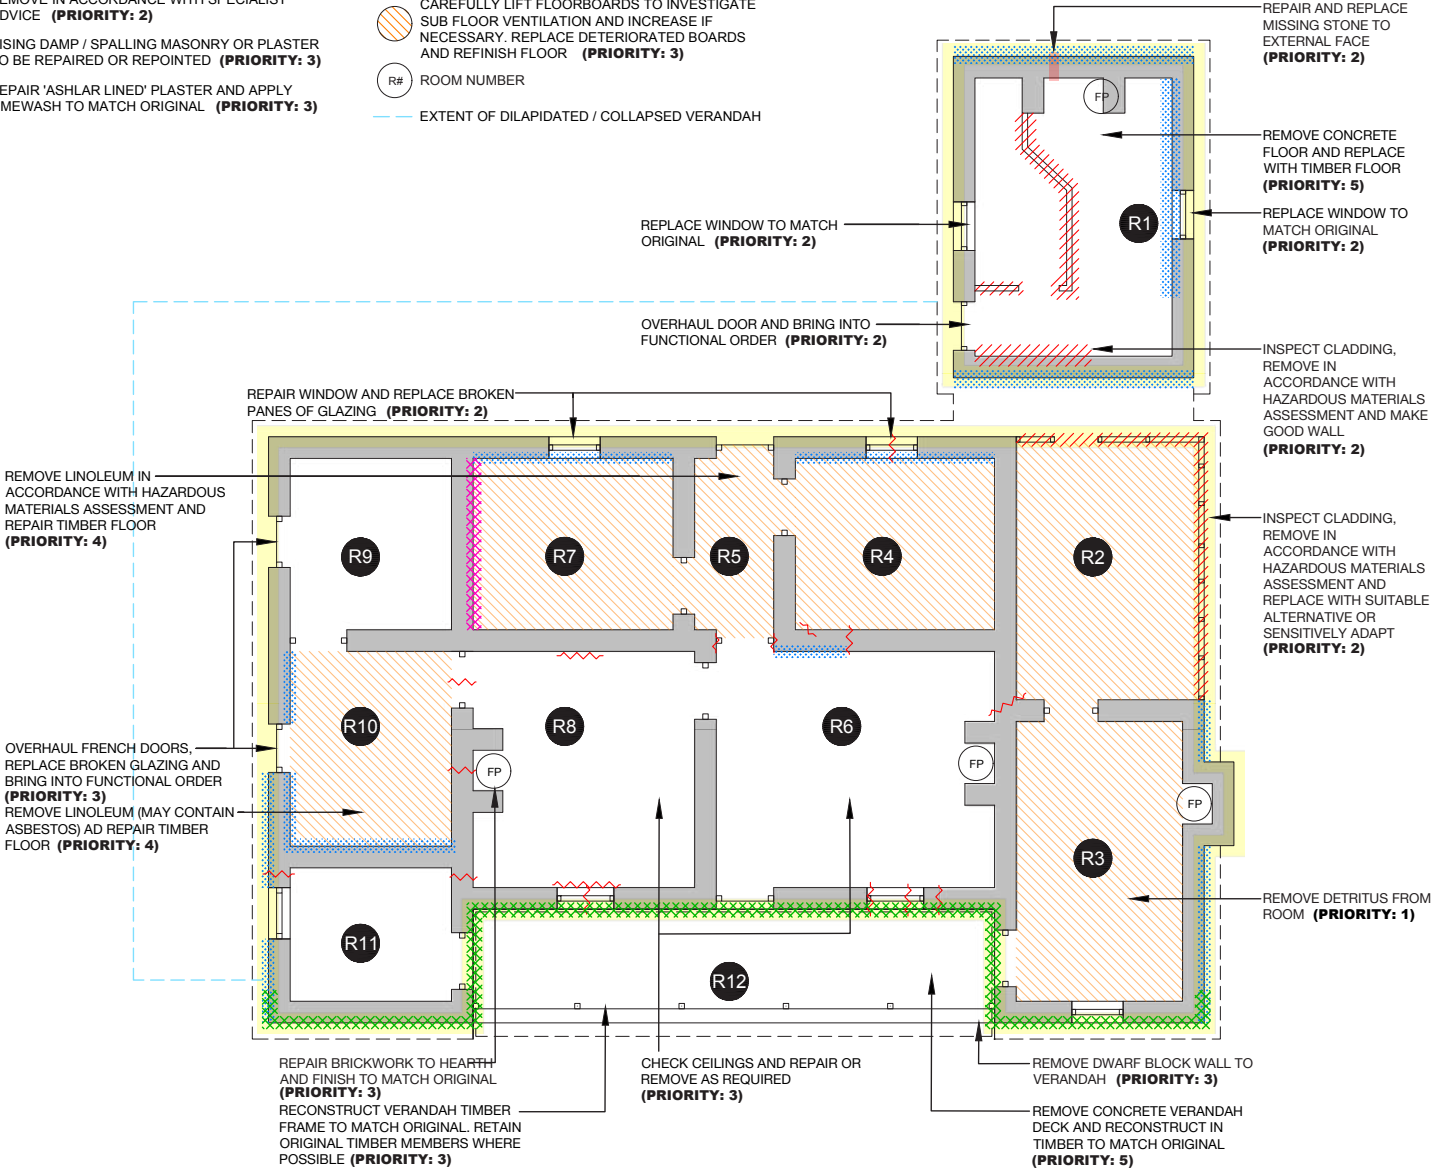 REMOVE IN ACCORDANCE WITH SPECIALIST
ADVICE (PRIORITY: 2)
RISING DAMP / SPALLING MASONRY OR PLASTER
TO BE REPAIRED OR REPOINTED (PRIORITY: 3)
REPAIR 'ASHLAR LINED' PLASTER AND APPLY
LIMEWASH TO MATCH ORIGINAL (PRIORITY: 3)
CAREFULLY LIFT FLOORBOARDS TO INVESTIGATE
SUB FLOOR VENTILATION AND INCREASE IF
NECESSARY. REPLACE DETERIORATED BOARDS
AND REFINISH FLOOR (PRIORITY: 3)
R# ROOM NUMBER
EXTENT OF DILAPIDATED / COLLAPSED VERANDAH
REPAIR AND REPLACE
MISSING STONE TO
EXTERNAL FACE
(PRIORITY: 2)
FP
REMOVE CONCRETE
FLOOR AND REPLACE
WITH TIMBER FLOOR
(PRIORITY: 5)
R1
REPLACE WINDOW TO
MATCH ORIGINAL
(PRIORITY: 2)
REPLACE WINDOW TO MATCH
ORIGINAL (PRIORITY: 2)
OVERHAUL DOOR AND BRING INTO
FUNCTIONAL ORDER (PRIORITY: 2)
INSPECT CLADDING,
REMOVE IN
ACCORDANCE WITH
HAZARDOUS MATERIALS
ASSESSMENT AND MAKE
GOOD WALL
(PRIORITY: 2)
REPAIR WINDOW AND REPLACE BROKEN
PANES OF GLAZING (PRIORITY: 2)
REMOVE LINOLEUM IN
ACCORDANCE WITH HAZARDOUS
MATERIALS ASSESSMENT AND
REPAIR TIMBER FLOOR
(PRIORITY: 4)
INSPECT CLADDING,
REMOVE IN
ACCORDANCE WITH
HAZARDOUS MATERIALS
ASSESSMENT AND
REPLACE WITH SUITABLE
ALTERNATIVE OR
SENSITIVELY ADAPT
(PRIORITY: 2)
R9
R7
R5
R4
R2
R10
R8
R6
FP
FP
FP
OVERHAUL FRENCH DOORS,
REPLACE BROKEN GLAZING AND
BRING INTO FUNCTIONAL ORDER
(PRIORITY: 3)
REMOVE LINOLEUM (MAY CONTAIN
ASBESTOS) AD REPAIR TIMBER
FLOOR (PRIORITY: 4)
R3
REMOVE DETRITUS FROM
ROOM (PRIORITY: 1)
R11
R12
REPAIR BRICKWORK TO HEARTH
AND FINISH TO MATCH ORIGINAL
(PRIORITY: 3)
RECONSTRUCT VERANDAH TIMBER
FRAME TO MATCH ORIGINAL. RETAIN
ORIGINAL TIMBER MEMBERS WHERE
POSSIBLE (PRIORITY: 3)
CHECK CEILINGS AND REPAIR OR
REMOVE AS REQUIRED
(PRIORITY: 3)
REMOVE DWARF BLOCK WALL TO
VERANDAH (PRIORITY: 3)
REMOVE CONCRETE VERANDAH
DECK AND RECONSTRUCT IN
TIMBER TO MATCH ORIGINAL
(PRIORITY: 5)